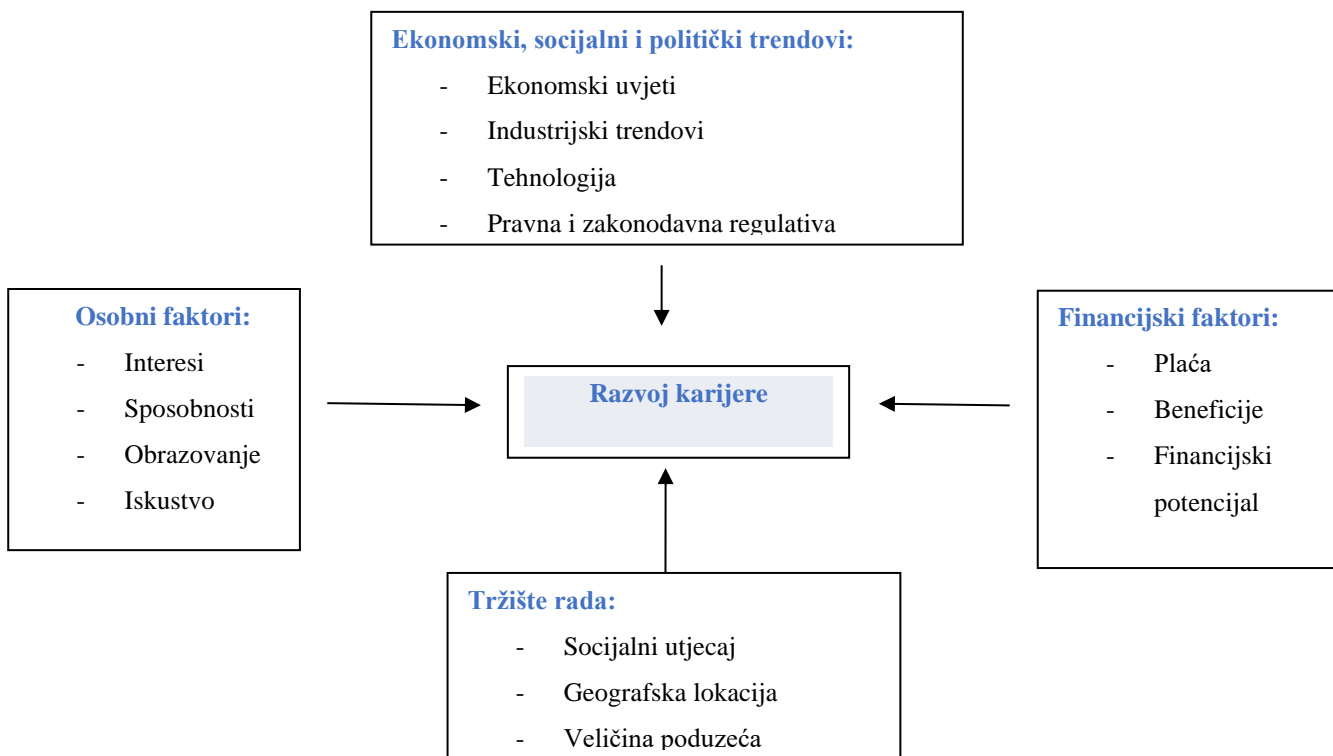 Ekonomski, socijalni i politički trendovi:
- Ekonomski uvjeti
- Industrijski trendovi
- Tehnologija
- Pravna i zakonodavna regulativa
Osobni faktori:
- Interesi
- Sposobnosti
- Obrazovanje
- Iskustvo
Razvoj karijere
Financijski faktori:
- Plaća
- Beneficije
- Financijski
potencijal
Tržište rada:
- Socijalni utjecaj
- Geografska lokacija
- Veličina poduzeća